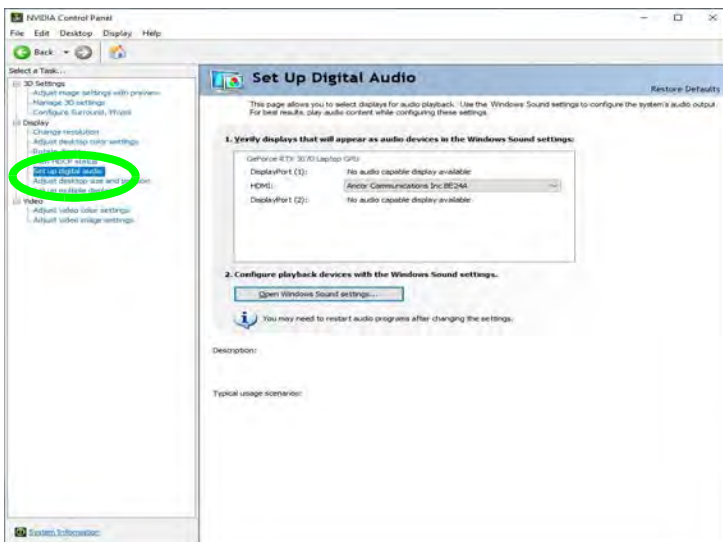 NVIDIA Control Panel
File Edit Desktop Display Help
Back
Select a Task...
3D Settings
Adjust image settings with preview
Manage 3D settings
Configure Surround, PhysX
Display
Change resolution
Adjust desktop color settings
Set up digital audio
Adjust desktop size and
Video
Adjust video color settings
Adjust video image settings
System Information
Set Up Digital Audio
Restore Defaults
This page allows you to select displays for audio playback. Use the Windows Sound settings to configure the system's audio output.
For best results, play audio content while configuring these settings.
1. Verify displays that will appear as audio devices in the Windows Sound settings:
GeForce RTX 3070 Laptop GPU
DisplayPort (1): No audio capable display available
HDMI: Ancor Communications Inc BE24A
DisplayPort (2): No audio capable display available
2. Configure playback devices with the Windows Sound settings.
Open Windows Sound settings...
You may need to restart audio programs after changing the settings.
Description:
Typical usage scenarios: